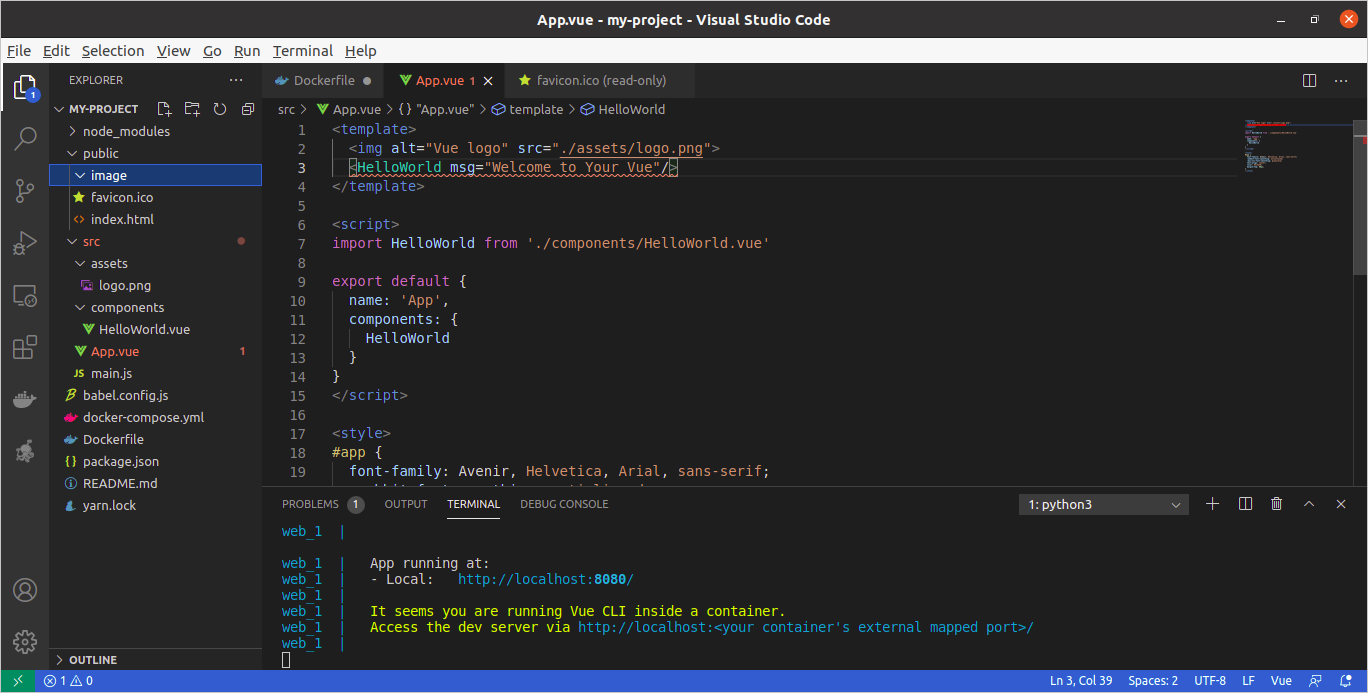 App.vue - my-project - Visual Studio Code
File Edit Selection View Go Run Terminal Help
1
EXPLORER
MY-PROJECT
node_modules
public
image
favicon.ico
index.html
src
assets
logo.png
components
HelloWorld.vue
App.vue 1
JS main.js
babel.config.js
docker-compose.yml
Dockerfile
{} package.json
README.md
yarn.lock
OUTLINE
Dockerfile
App.vue 1
favicon.ico (read-only)
src > App.vue > {} "App.vue" > template > HelloWorld
1 <template>
2 <img alt="Vue logo" src="./assets/logo.png">
3 <HelloWorld msg="Welcome to Your Vue"/>
4 </template>
5
6 <script>
7 import HelloWorld from './components/HelloWorld.vue'
8
9 export default {
10 name: 'App',
11 components: {
12 HelloWorld
13 }
14 }
15 </script>
16
17 <style>
18 #app {
19 font-family: Avenir, Helvetica, Arial, sans-serif;
PROBLEMS 1 OUTPUT TERMINAL DEBUG CONSOLE
1: python3
web_1 |
web_1 | App running at:
web_1 | - Local: http://localhost:8080/
web_1 |
web_1 | It seems you are running Vue CLI inside a container.
web_1 | Access the dev server via http://localhost:<your container's external mapped port>/
web_1 |
1 0
Ln 3, Col 39 Spaces: 2 UTF-8 LF Vue